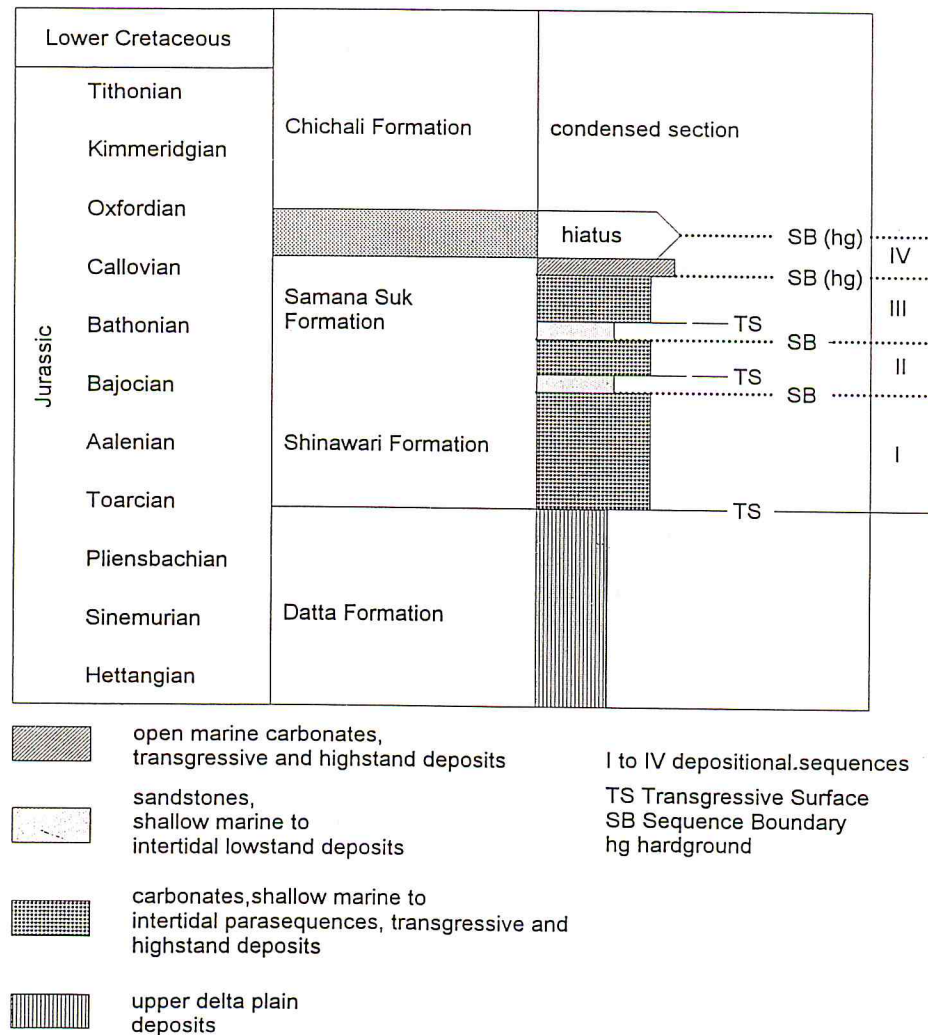 Lower Cretaceous
Jurassic
Tithonian
Kimmeridgian
Oxfordian
Callovian
Bathonian
Bajocian
Aalenian
Toarcian
Pliensbachian
Sinemurian
Hettangian
Chichali Formation
Samana Suk
Formation
Shinawari Formation
Datta Formation
condensed section
hiatus
SB (hg)
SB (hg)
TS
SB
TS
SB
TS
IV
III
II
I
open marine carbonates,
transgressive and highstand deposits
sandstones,
shallow marine to
intertidal lowstand deposits
carbonates,shallow marine to
intertidal parasequences, transgressive and
highstand deposits
upper delta plain
deposits
I to IV depositional.sequences
TS Transgressive Surface
SB Sequence Boundary
hg hardground